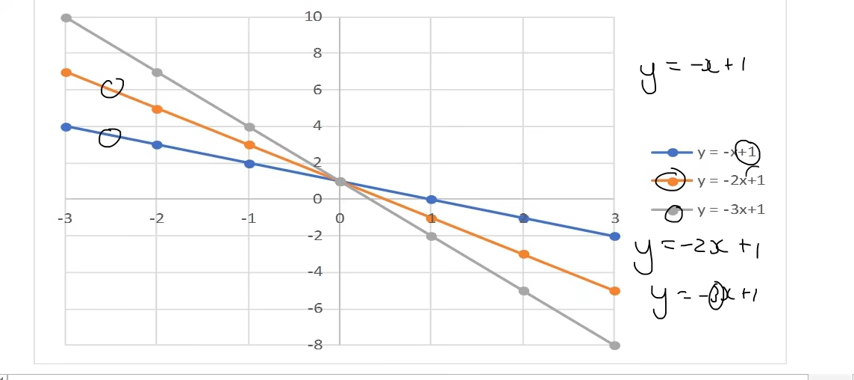 10
8
6
4
2
0
-3 -2 -1 0 1 2 3
-2
-4
-6
-8
y = -x+1
y = -x+1
y = -2x+1
y = -3x+1
y = -2x+1
y = -3x+1